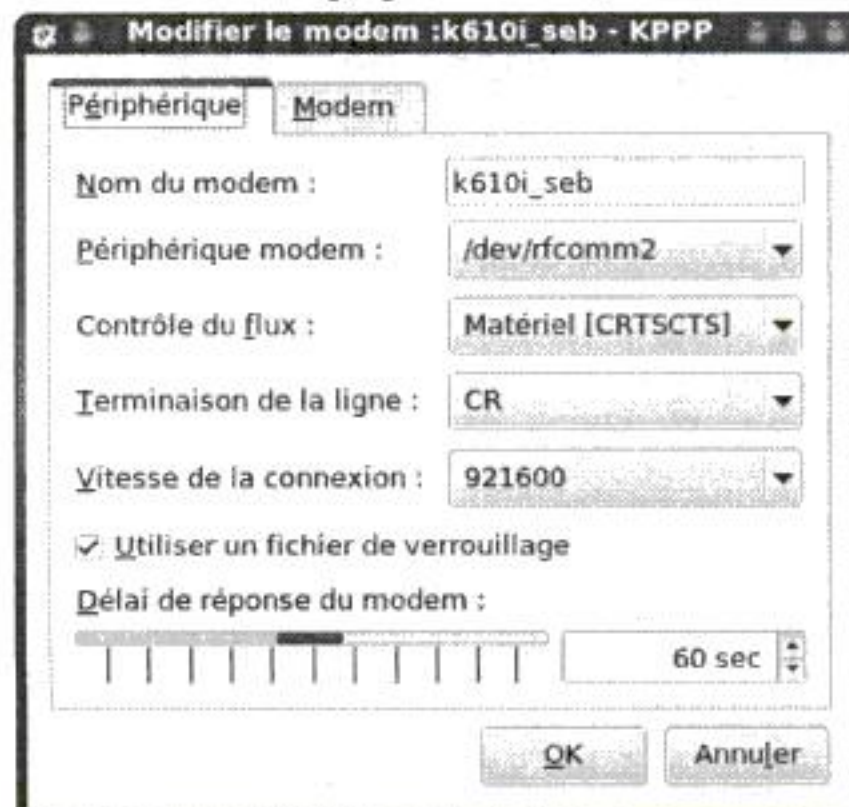 Modifier le modem :k610i_seb - KPPP
Périphérique Modem
Nom du modem : k610i_seb
Périphérique modem : /dev/rfcomm2
Contrôle du flux : Matériel [CRTSCTS]
Terminaison de la ligne : CR
Vitesse de la connexion : 921600
Utiliser un fichier de verrouillage
Délai de réponse du modem :
60 sec
OK Annuler